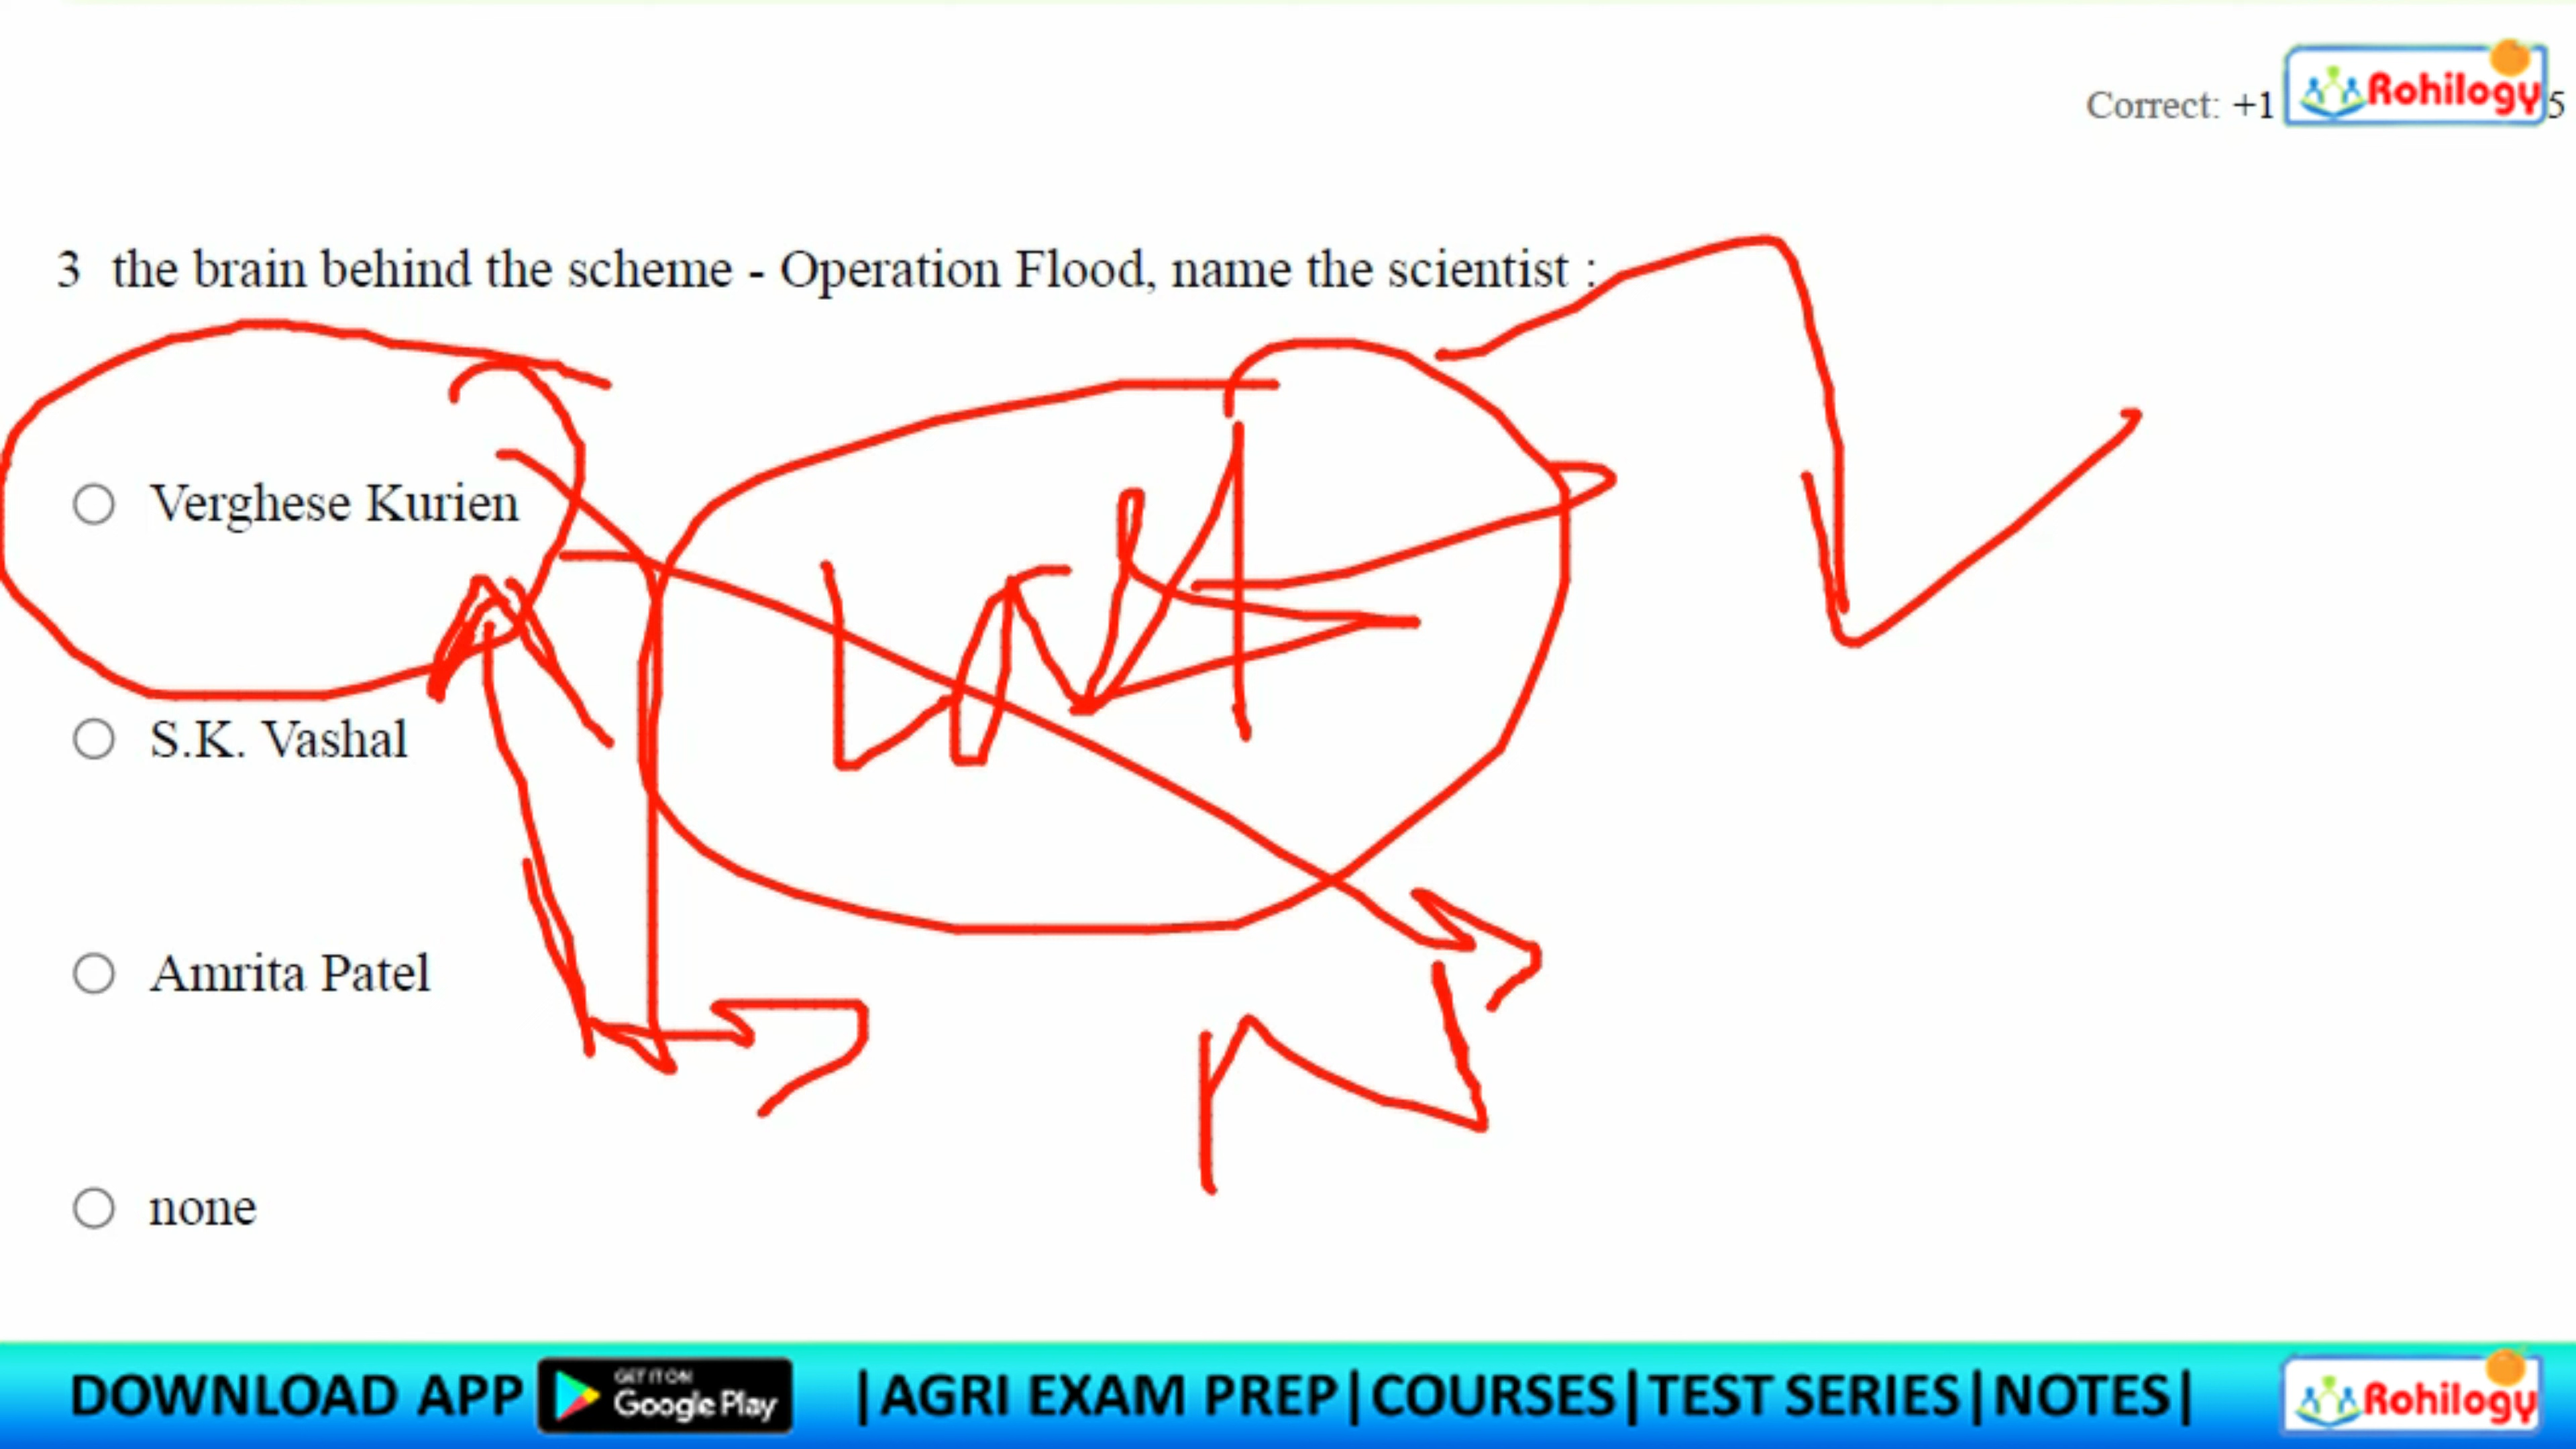 Correct: +1 Rohilogy 5
3 the brain behind the scheme - Operation Flood, name the scientist :
Verghese Kurien
S.K. Vashal
Amrita Patel
none
DOWNLOAD APP GET IT ON Google Play | AGRI EXAM PREP | COURSES | TEST SERIES | NOTES | Rohilogy